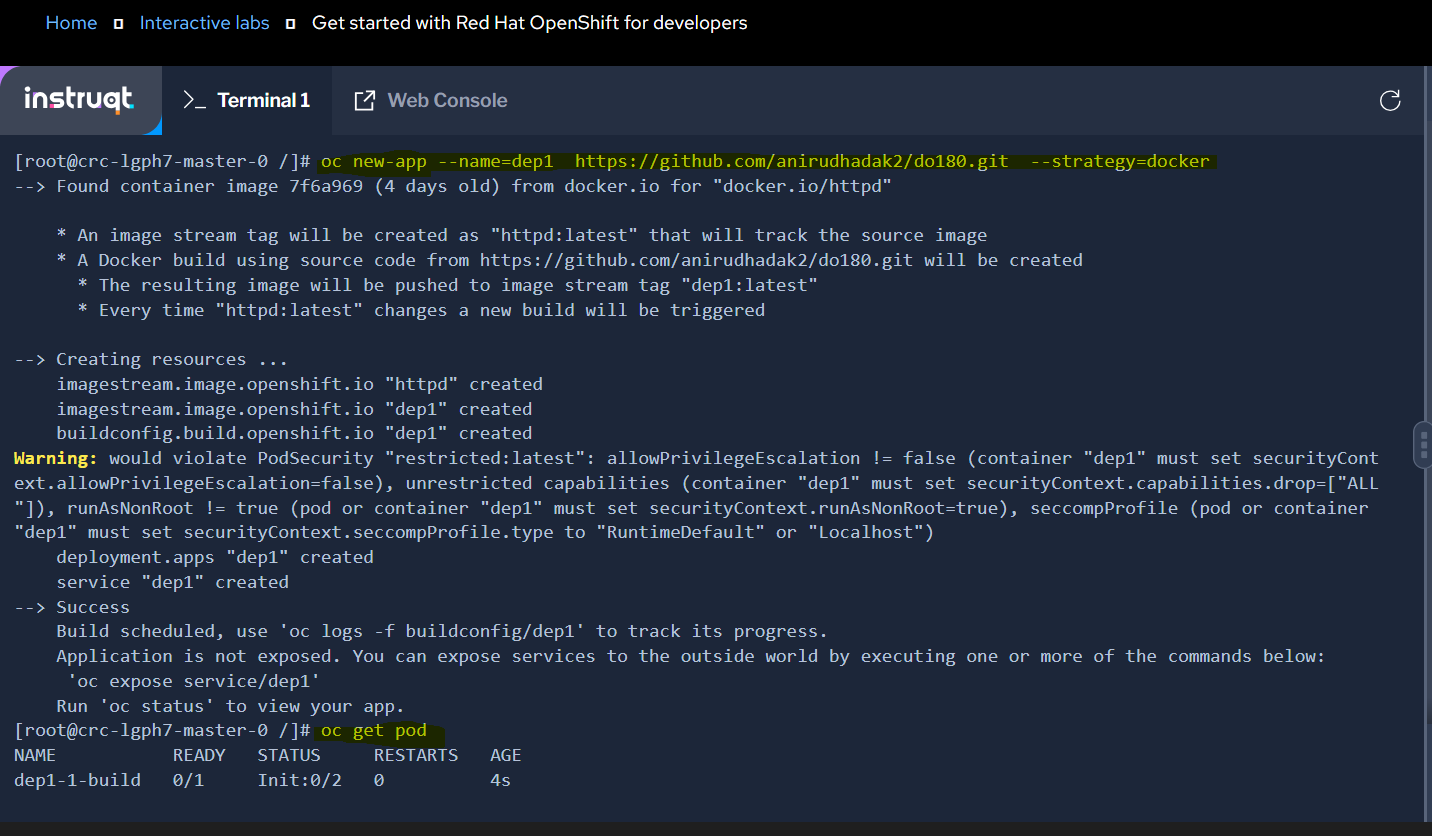 Home Interactive labs Get started with Red Hat OpenShift for developers
instruqt >_ Terminal 1 Web Console
[root@crc-lgph7-master-0 /]# oc new-app --name=dep1  https://github.com/anirudhadak2/do180.git  --strategy=docker
--> Found container image 7f6a969 (4 days old) from docker.io for "docker.io/httpd"
* An image stream tag will be created as "httpd:latest" that will track the source image
* A Docker build using source code from https://github.com/anirudhadak2/do180.git will be created
* The resulting image will be pushed to image stream tag "dep1:latest"
* Every time "httpd:latest" changes a new build will be triggered
--> Creating resources ...
imagestream.image.openshift.io "httpd" created
imagestream.image.openshift.io "dep1" created
buildconfig.build.openshift.io "dep1" created
Warning: would violate PodSecurity "restricted:latest": allowPrivilegeEscalation != false (container "dep1" must set securityCont
ext.allowPrivilegeEscalation=false), unrestricted capabilities (container "dep1" must set securityContext.capabilities.drop=["ALL
"]), runAsNonRoot != true (pod or container "dep1" must set securityContext.runAsNonRoot=true), seccompProfile (pod or container
"dep1" must set securityContext.seccompProfile.type to "RuntimeDefault" or "Localhost")
deployment.apps "dep1" created
service "dep1" created
--> Success
Build scheduled, use 'oc logs -f buildconfig/dep1' to track its progress.
Application is not exposed. You can expose services to the outside world by executing one or more of the commands below:
'oc expose service/dep1'
Run 'oc status' to view your app.
[root@crc-lgph7-master-0 /]# oc get pod
NAME READY STATUS RESTARTS AGE
dep1-1-build 0/1 Init:0/2 0 4s